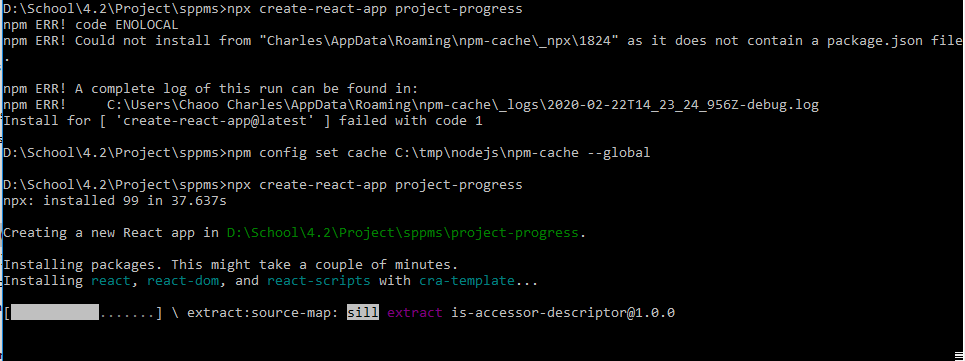 D:\School\4.2\Project\sppms>npx create-react-app project-progress
npm ERR! code ENOLOCAL
npm ERR! Could not install from "Charles\AppData\Roaming\npm-cache\_npx\1824" as it does not contain a package.json file
.
npm ERR! A complete log of this run can be found in:
npm ERR!     C:\Users\Chaoo Charles\AppData\Roaming\npm-cache\_logs\2020-02-22T14_23_24_956Z-debug.log
Install for [ 'create-react-app@latest' ] failed with code 1
D:\School\4.2\Project\sppms>npm config set cache C:\tmp\nodejs\npm-cache --global
D:\School\4.2\Project\sppms>npx create-react-app project-progress
npx: installed 99 in 37.637s
Creating a new React app in D:\School\4.2\Project\sppms\project-progress.
Installing packages. This might take a couple of minutes.
Installing react, react-dom, and react-scripts with cra-template...
[         .......] \ extract:source-map: sill extract is-accessor-descriptor@1.0.0